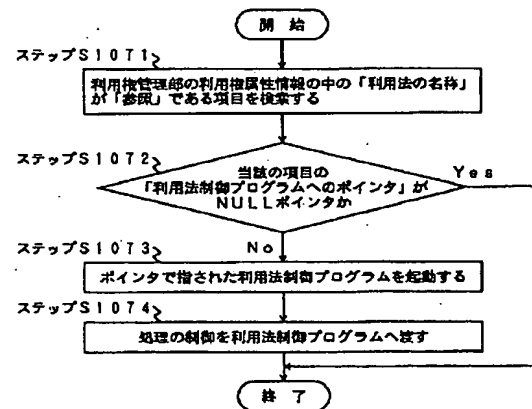 開始
ステップS1071
利用権管理部の利用権属性情報の中の「利用法の名称」
が「参照」である項目を検索する
ステップS1072
当該の項目の
「利用法制御プログラムへのポインタ」が
NULLポインタか
Yes
No
ステップS1073
ポインタで指された利用法制御プログラムを起動する
ステップS1074
処理の制御を利用法制御プログラムへ渡す
終了